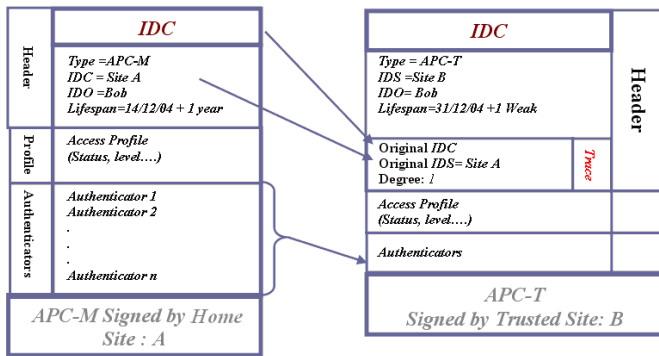 IDC
Header
Type =APC-M
IDC = Site A
IDO = Bob
Lifespan=14/12/04 + 1 year
Profile
Access Profile
(Status, level....)
Authenticators
Authenticator 1
Authenticator 2
.
.
.
Authenticator n
APC-M Signed by Home
Site : A
IDC
Type = APC-T
IDS =Site B
IDO= Bob
Lifespan=31/12/04 +1 Weak
Header
Original IDC
Original IDS= Site A
Degree: 1
Trace
Access Profile
(Status, level....)
Authenticators
APC-T
Signed by Trusted Site: B